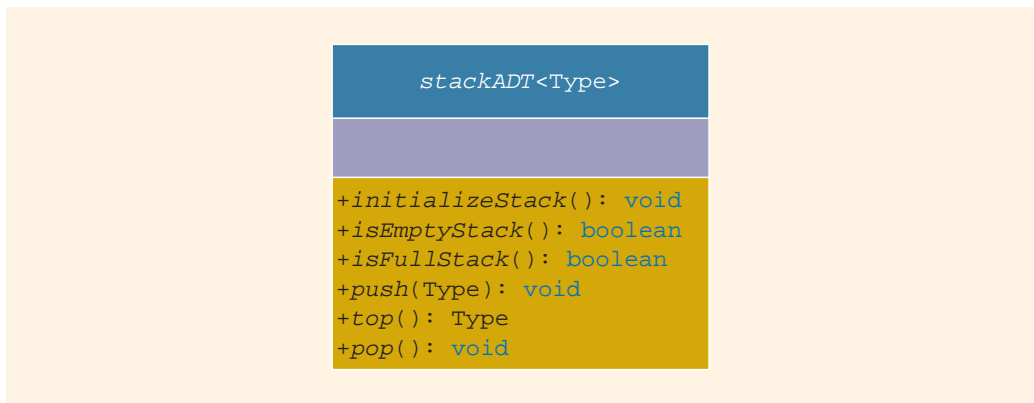 stackADT<Type>
+initializeStack(): void
+isEmptyStack(): boolean
+isFullStack(): boolean
+push(Type): void
+top(): Type
+pop(): void